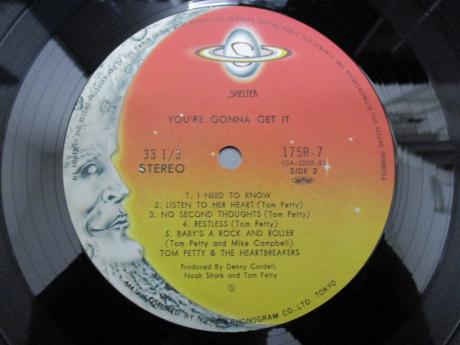 SHELTER
YOU'RE GONNA GET IT
33 1/3
STEREO
175R-7
SIDE 2
1. I NEED TO KNOW
2. LISTEN TO HER HEART (Tom Petty)
3. NO SECOND THOUGHTS (Tom Petty)
4. RESTLESS (Tom Petty)
5. BABY'S A ROCK AND ROLLER
(Tom Petty and Mike Campbell)
TOM PETTY & THE HEARTBREAKERS
Produced By Denny Cordell,
Noah Shark and Tom Petty
MANUFACTURED BY NIPPON PHONOGRAM CO., LTD. TOKYO